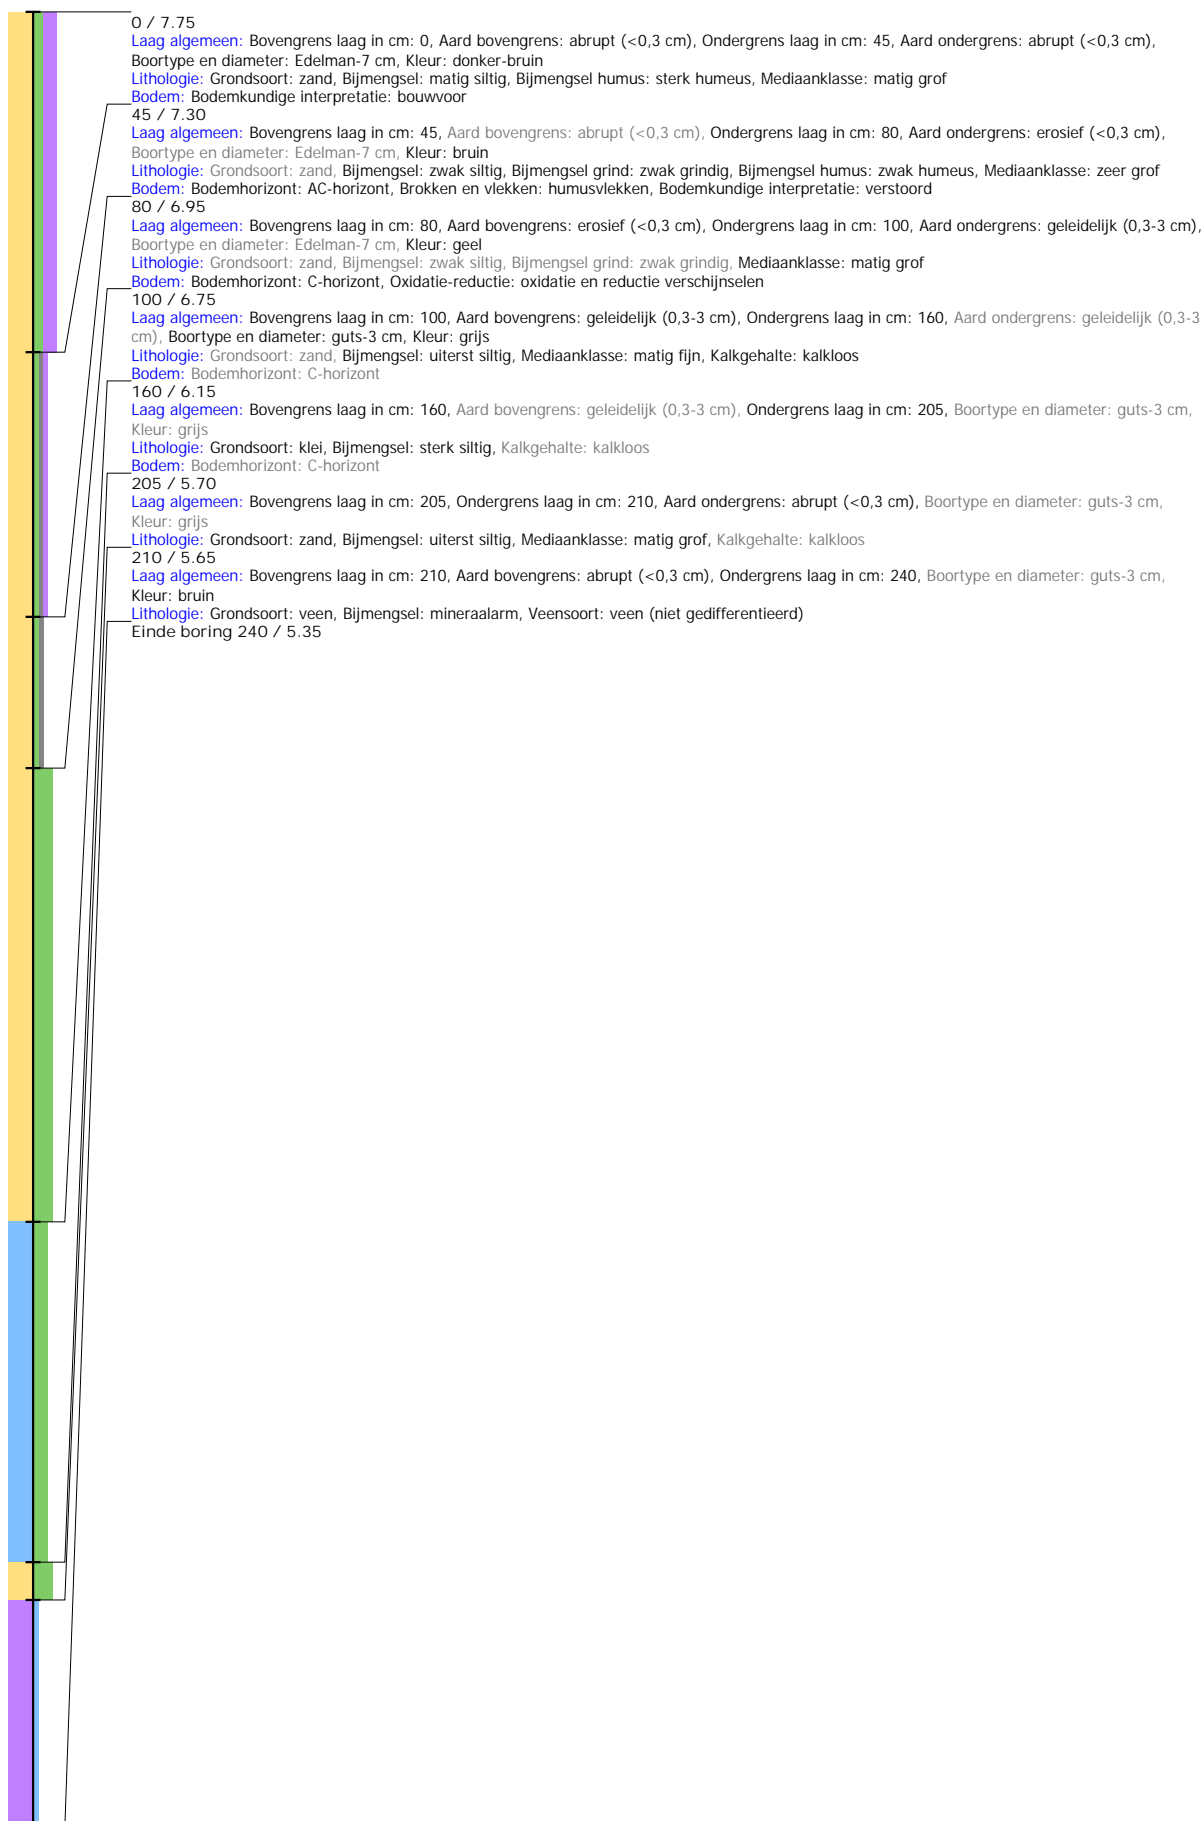 0 / 7.75
Laag algemeen: Bovengrens laag in cm: 0, Aard bovengrens: abrupt (<0,3 cm), Ondergrens laag in cm: 45, Aard ondergrens: abrupt (<0,3 cm),
Boortype en diameter: Edelman-7 cm, Kleur: donker-bruin
Lithologie: Grondsoort: zand, Bijmengsel: matig siltig, Bijmengsel humus: sterk humeus, Mediaanklasse: matig grof
Bodem: Bodemkundige interpretatie: bouwvoor
45 / 7.30
Laag algemeen: Bovengrens laag in cm: 45, Aard bovengrens: abrupt (<0,3 cm), Ondergrens laag in cm: 80, Aard ondergrens: erosief (<0,3 cm),
Boortype en diameter: Edelman-7 cm, Kleur: bruin
Lithologie: Grondsoort: zand, Bijmengsel: zwak siltig, Bijmengsel grind: zwak grindig, Bijmengsel humus: zwak humeus, Mediaanklasse: zeer grof
Bodem: Bodemhorizont: AC-horizont, Brokken en vlekken: humusvlekken, Bodemkundige interpretatie: verstoord
80 / 6.95
Laag algemeen: Bovengrens laag in cm: 80, Aard bovengrens: erosief (<0,3 cm), Ondergrens laag in cm: 100, Aard ondergrens: geleidelijk (0,3-3 cm),
Boortype en diameter: Edelman-7 cm, Kleur: geel
Lithologie: Grondsoort: zand, Bijmengsel: zwak siltig, Bijmengsel grind: zwak grindig, Mediaanklasse: matig grof
Bodem: Bodemhorizont: C-horizont, Oxidatie-reductie: oxidatie en reductie verschijnselen
100 / 6.75
Laag algemeen: Bovengrens laag in cm: 100, Aard bovengrens: geleidelijk (0,3-3 cm), Ondergrens laag in cm: 160, Aard ondergrens: geleidelijk (0,3-3
cm), Boortype en diameter: guts-3 cm, Kleur: grijs
Lithologie: Grondsoort: zand, Bijmengsel: uiterst siltig, Mediaanklasse: matig fijn, Kalkgehalte: kalkloos
Bodem: Bodemhorizont: C-horizont
160 / 6.15
Laag algemeen: Bovengrens laag in cm: 160, Aard bovengrens: geleidelijk (0,3-3 cm), Ondergrens laag in cm: 205, Boortype en diameter: guts-3 cm,
Kleur: grijs
Lithologie: Grondsoort: klei, Bijmengsel: sterk siltig, Kalkgehalte: kalkloos
Bodem: Bodemhorizont: C-horizont
205 / 5.70
Laag algemeen: Bovengrens laag in cm: 205, Ondergrens laag in cm: 210, Aard ondergrens: abrupt (<0,3 cm), Boortype en diameter: guts-3 cm,
Kleur: grijs
Lithologie: Grondsoort: zand, Bijmengsel: uiterst siltig, Mediaanklasse: matig grof, Kalkgehalte: kalkloos
210 / 5.65
Laag algemeen: Bovengrens laag in cm: 210, Aard bovengrens: abrupt (<0,3 cm), Ondergrens laag in cm: 240, Boortype en diameter: guts-3 cm,
Kleur: bruin
Lithologie: Grondsoort: veen, Bijmengsel: mineraalarm, Veensoort: veen (niet gedifferentieerd)
Einde boring 240 / 5.35